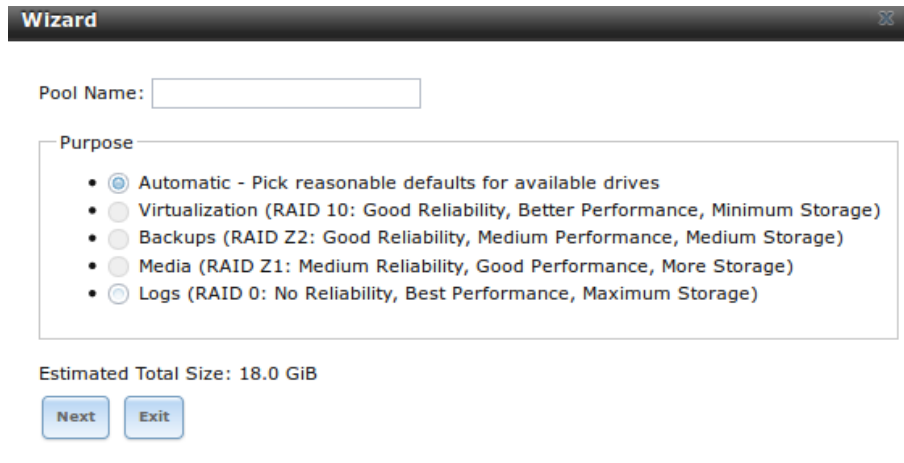 Wizard
Pool Name:
Purpose
Automatic - Pick reasonable defaults for available drives
Virtualization (RAID 10: Good Reliability, Better Performance, Minimum Storage)
Backups (RAID Z2: Good Reliability, Medium Performance, Medium Storage)
Media (RAID Z1: Medium Reliability, Good Performance, More Storage)
Logs (RAID 0: No Reliability, Best Performance, Maximum Storage)
Estimated Total Size: 18.0 GiB
Next Exit